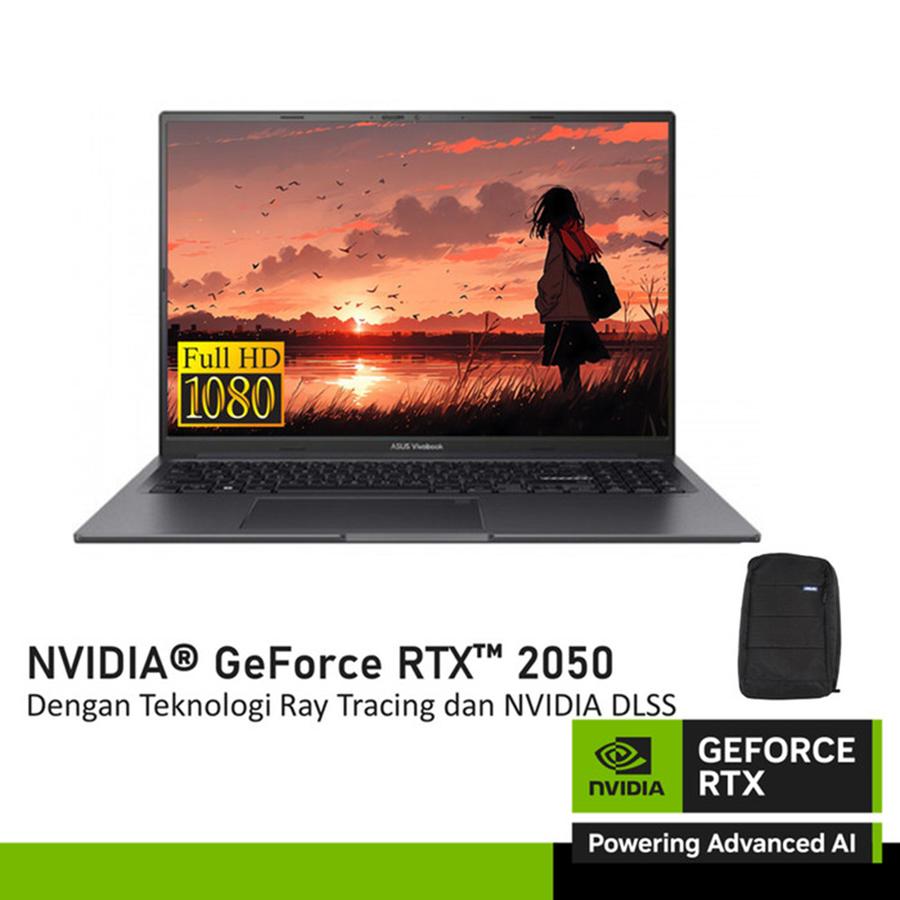 Full HD
1080
ASUS Vivobook
NVIDIA® GeForce RTX™ 2050
Dengan Teknologi Ray Tracing dan NVIDIA DLSS
NVIDIA
GEFORCE
RTX
Powering Advanced AI